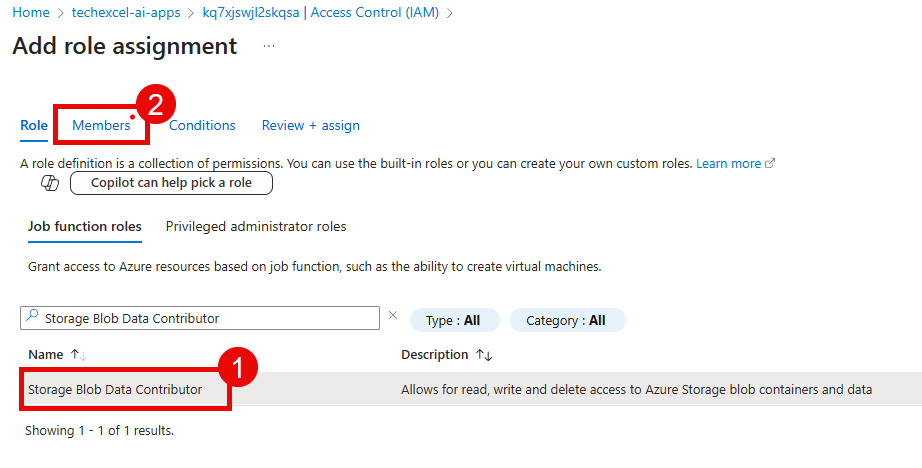 Home > techexcel-ai-apps > kq7xjswjl2skqsa | Access Control (IAM) >
Add role assignment ...
2
Role Members Conditions Review + assign
A role definition is a collection of permissions. You can use the built-in roles or you can create your own custom roles. Learn more
Copilot can help pick a role
Job function roles Privileged administrator roles
Grant access to Azure resources based on job function, such as the ability to create virtual machines.
Storage Blob Data Contributor × Type : All Category : All
Name ↑↓ Description ↑↓
1
Storage Blob Data Contributor Allows for read, write and delete access to Azure Storage blob containers and data
Showing 1 - 1 of 1 results.